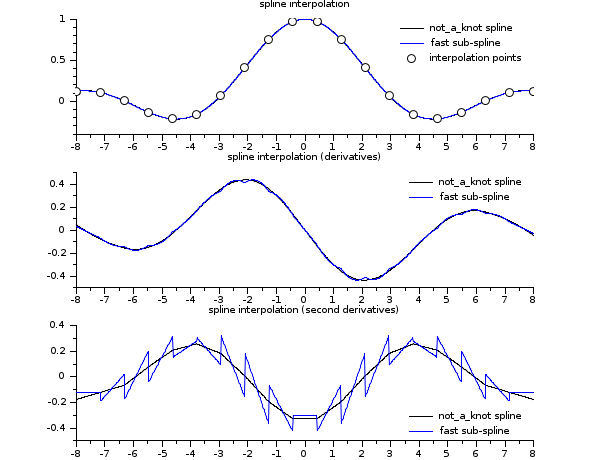 spline interpolation
1
0.5
0
not_a_knot spline
fast sub-spline
interpolation points
-8 -7 -6 -5 -4 -3 -2 -1 0 1 2 3 4 5 6 7 8
spline interpolation (derivatives)
0.4
0.2
0
-0.2
-0.4
not_a_knot spline
fast sub-spline
-8 -7 -6 -5 -4 -3 -2 -1 0 1 2 3 4 5 6 7 8
spline interpolation (second derivatives)
0.4
0.2
0
-0.2
-0.4
not_a_knot spline
fast sub-spline
-8 -7 -6 -5 -4 -3 -2 -1 0 1 2 3 4 5 6 7 8